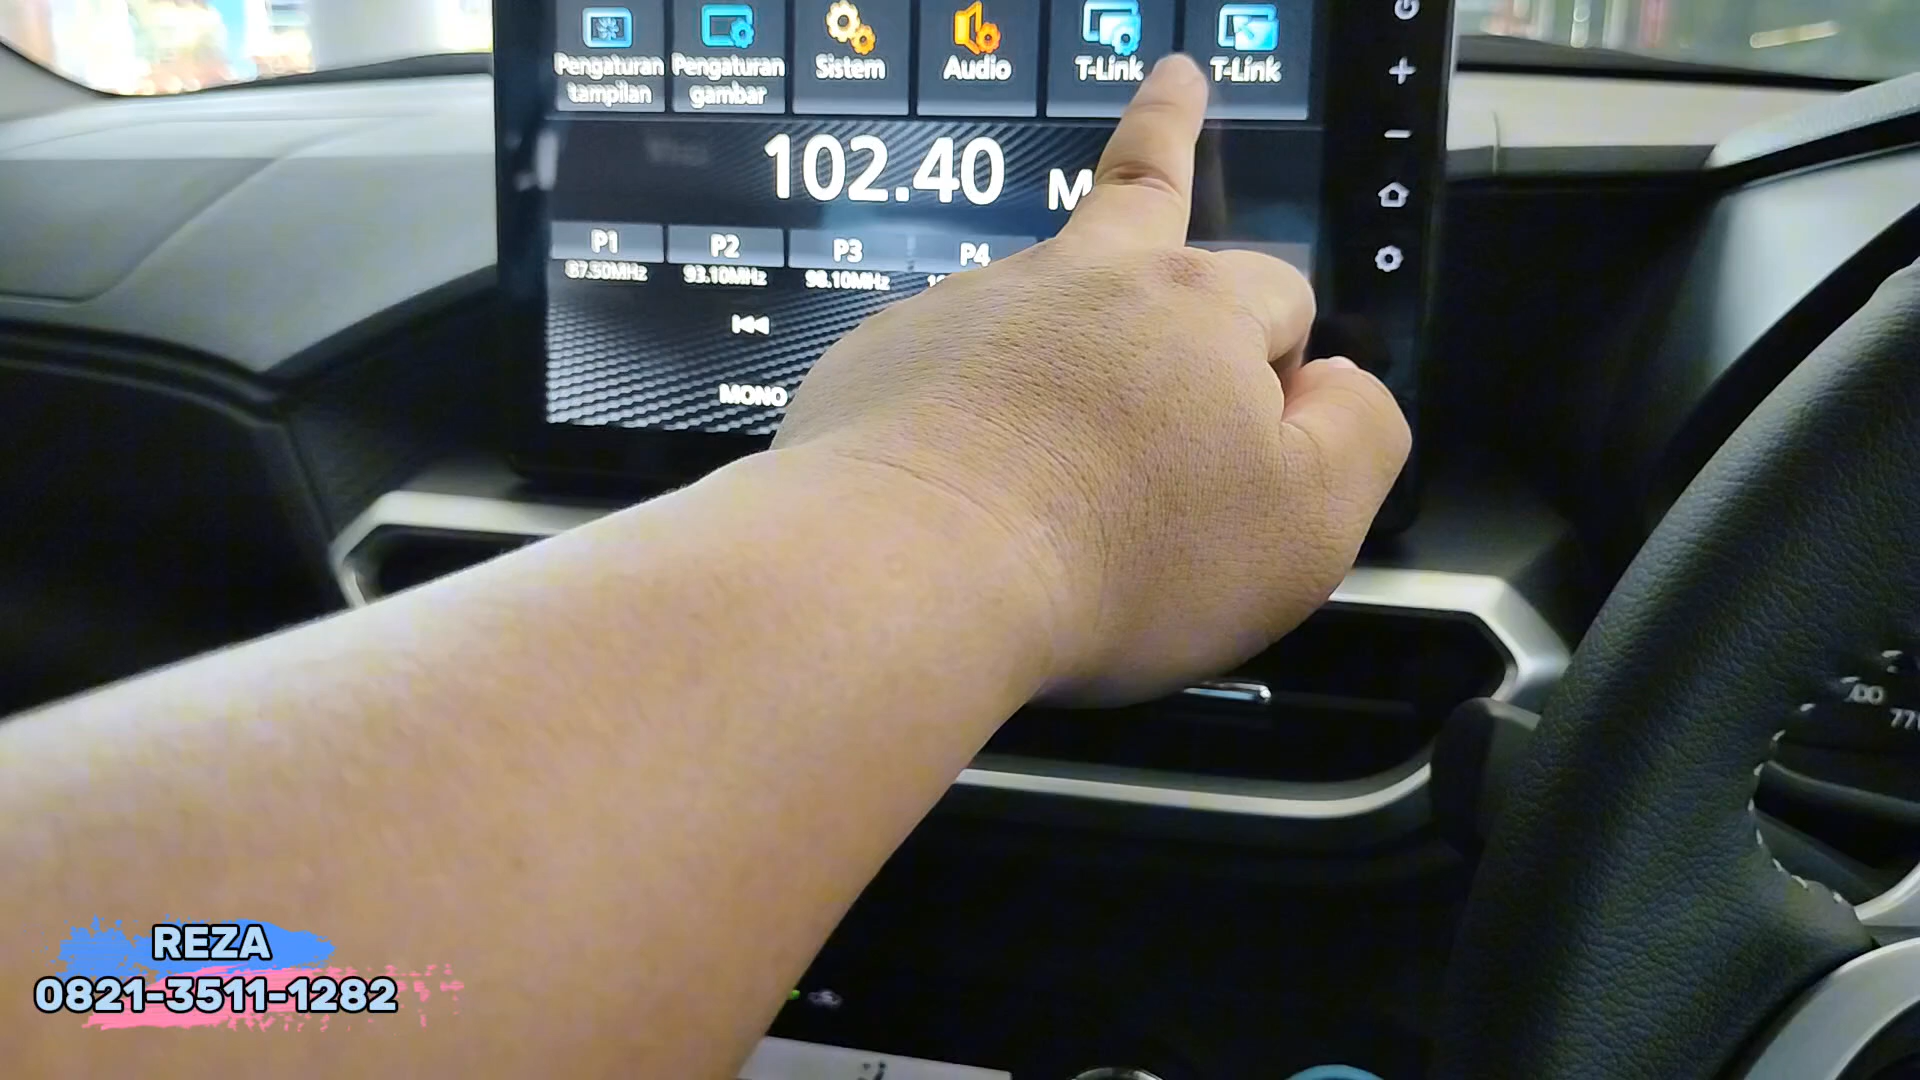 Pengaturan tampilan
Pengaturan gambar
Sistem
Audio
T-Link
T-Link
102.40 M
P1
P2
P3
P4
87.50MHz
93.10MHz
98.10MHz
MONO
REZA
0821-3511-1282